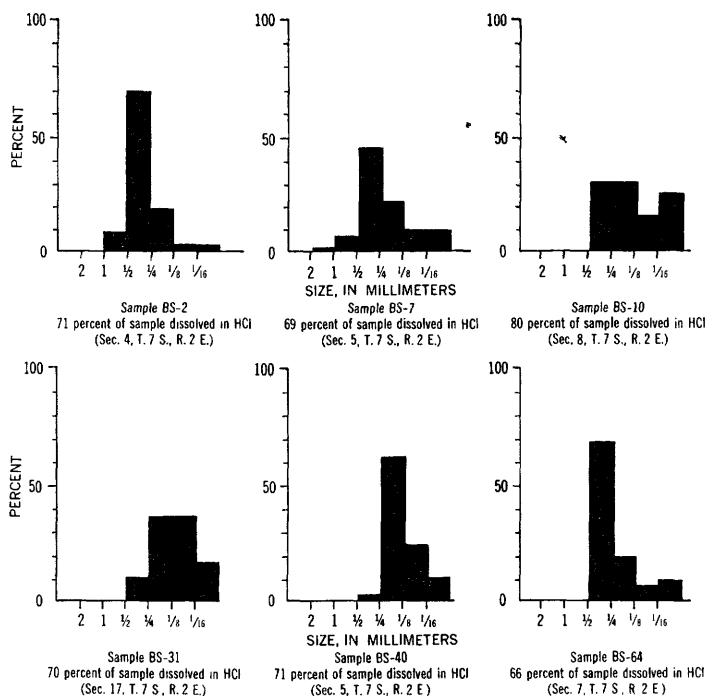 PERCENT
100
50
0
2 1 ½ ¼ 1/8 1/16
Sample BS-2
71 percent of sample dissolved in HCl
(Sec. 4, T. 7 S., R. 2 E.)
100
50
0
2 1 ½ ¼ 1/8 1/16
SIZE, IN MILLIMETERS
Sample BS-7
69 percent of sample dissolved in HCl
(Sec. 5, T. 7 S., R. 2 E.)
100
50
0
2 1 ½ ¼ 1/8 1/16
Sample BS-10
80 percent of sample dissolved in HCl
(Sec. 8, T. 7 S., R. 2 E.)
PERCENT
100
50
0
2 1 ½ ¼ 1/8 1/16
Sample BS-31
70 percent of sample dissolved in HCl
(Sec. 17, T. 7 S, R. 2 E.)
100
50
0
2 1 ½ ¼ 1/8 1/16
SIZE, IN MILLIMETERS
Sample BS-40
71 percent of sample dissolved in HCl
(Sec. 5, T. 7 S., R. 2 E )
100
50
0
2 1 ½ ¼ 1/8 1/16
Sample BS-64
66 percent of sample dissolved in HCl
(Sec. 7, T. 7 S., R. 2 E )